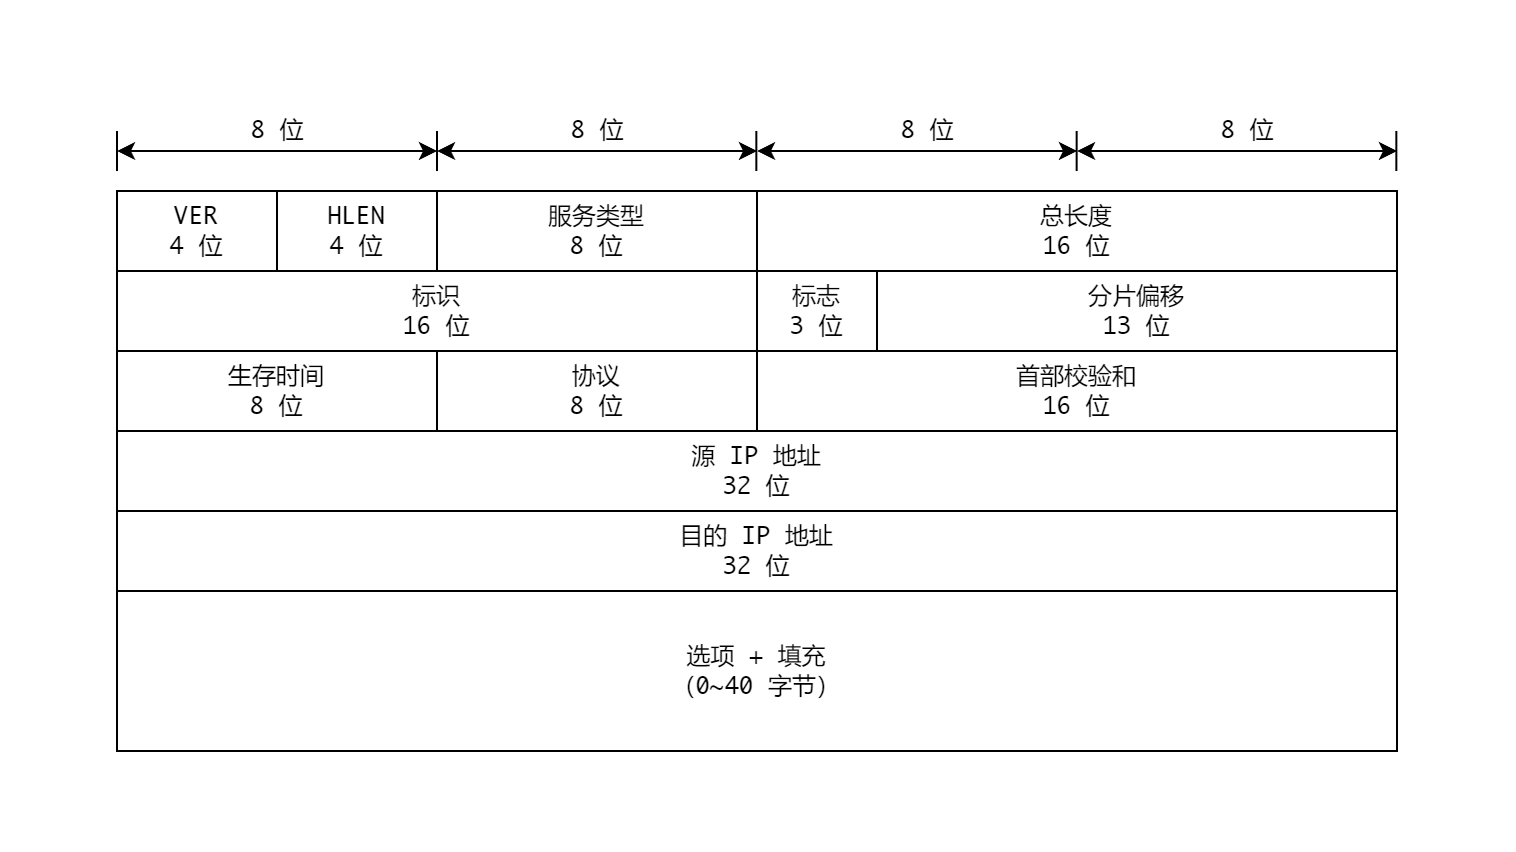 8 位
8 位
8 位
8 位
VER
4 位
HLEN
4 位
服务类型
8 位
总长度
16 位
标识
16 位
标志
3 位
分片偏移
13 位
生存时间
8 位
协议
8 位
首部校验和
16 位
源 IP 地址
32 位
目的 IP 地址
32 位
选项 + 填充
(0~40 字节)